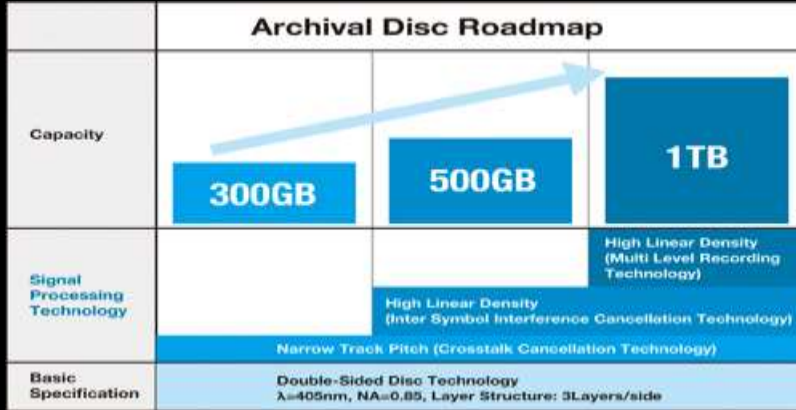 Archival Disc Roadmap
Capacity
300GB
500GB
1TB
Signal
Processing
Technology
High Linear Density
(Multi Level Recording
Technology)
High Linear Density
(Inter Symbol Interference Cancellation Technology)
Narrow Track Pitch (Crosstalk Cancellation Technology)
Basic
Specification
Double-Sided Disc Technology
λ=405nm, NA=0.85, Layer Structure: 3Layers/side